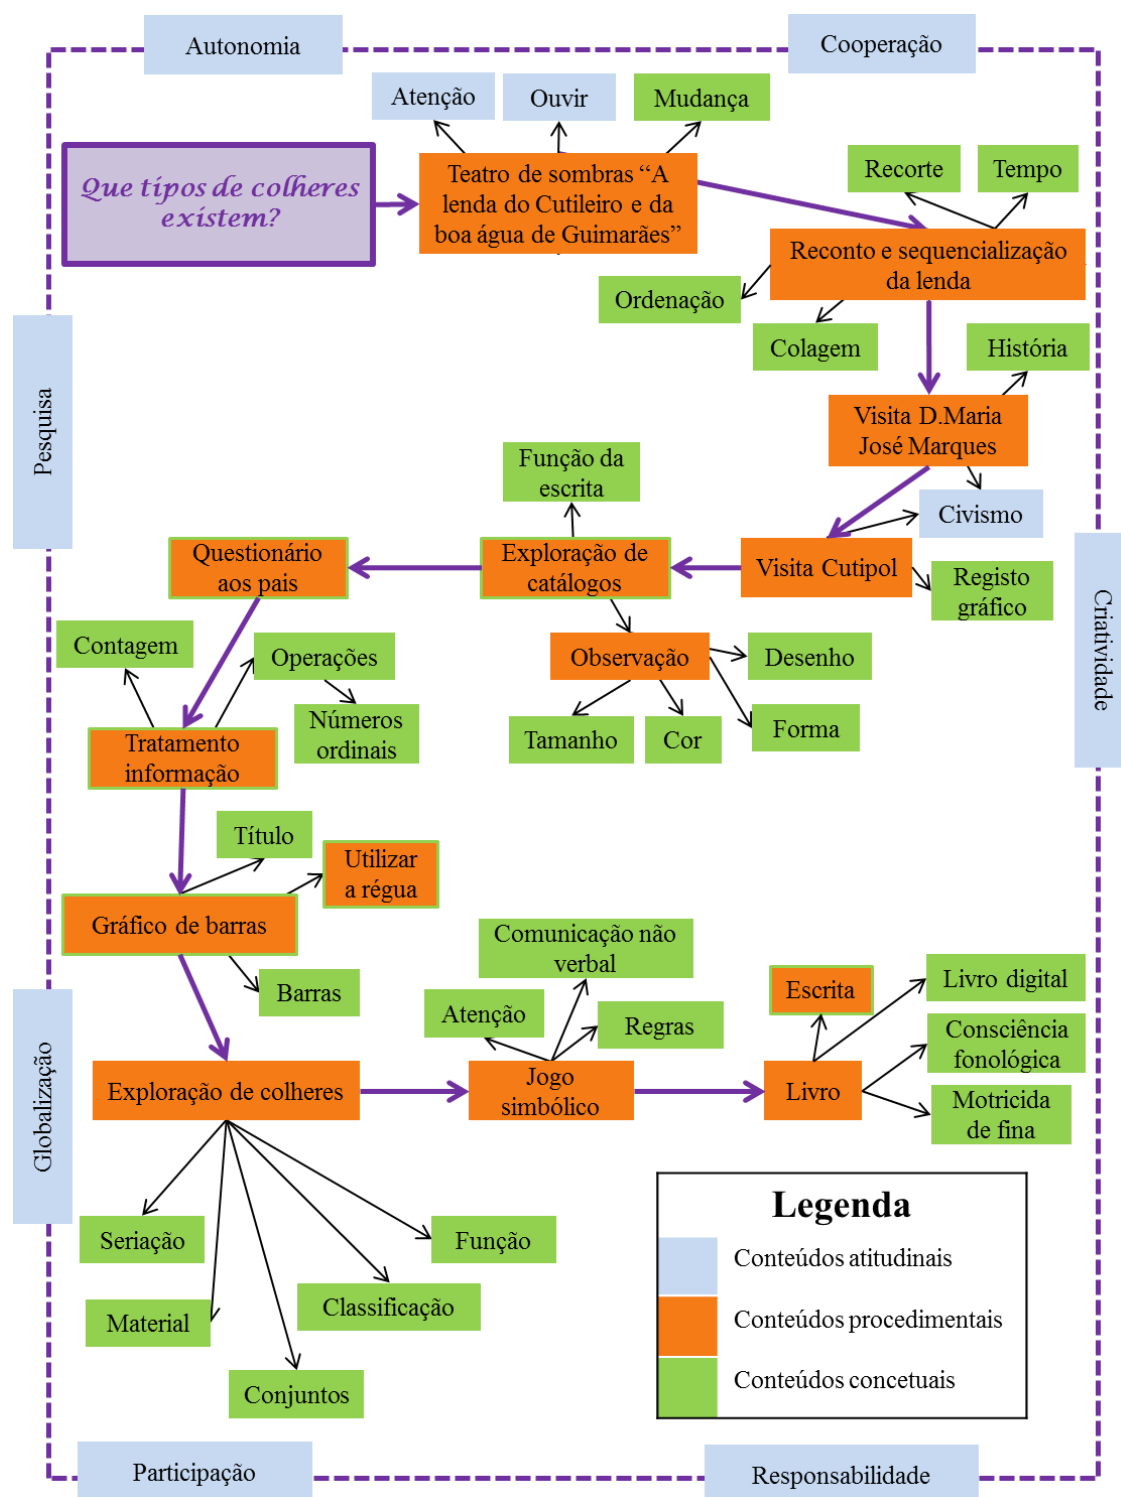 Autonomia
Cooperação
Atenção
Ouvir
Mudança
Que tipos de colheres
existem?
Teatro de sombras “A
lenda do Cutileiro e da
boa água de Guimarães”
Recorte
Tempo
Reconto e sequencialização
da lenda
Ordenação
Colagem
História
Pesquisa
Visita D.Maria
José Marques
Função da
escrita
Civismo
Questionário
aos pais
Exploração de
catálogos
Visita Cutipol
Registo
gráfico
Criatividade
Contagem
Operações
Números
ordinais
Observação
Desenho
Tamanho
Cor
Forma
Tratamento
informação
Título
Utilizar
a régua
Gráfico de barras
Barras
Comunicação não
verbal
Atenção
Regras
Escrita
Livro digital
Consciência
fonológica
Motricida
de fina
Globalização
Exploração de colheres
Jogo
simbólico
Livro
Seriação
Função
Material
Classificação
Conjuntos
Legenda
Conteúdos atitudinais
Conteúdos procedimentais
Conteúdos concetuais
Participação
Responsabilidade